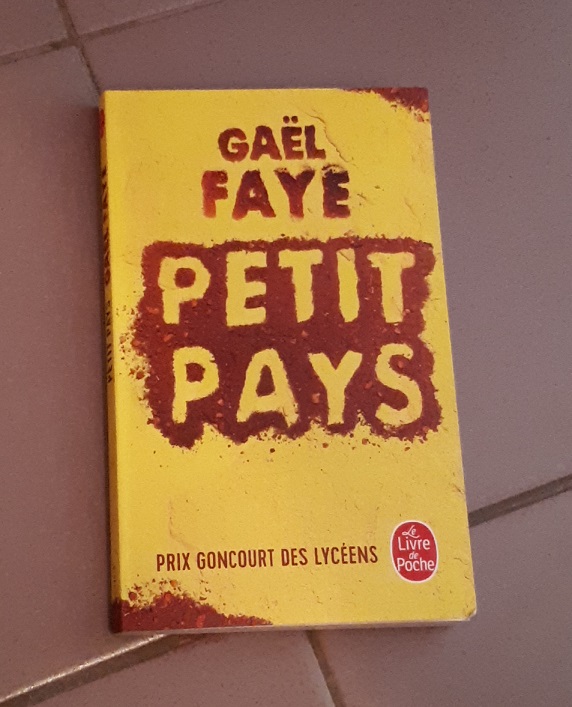 GAËL
FAYE
PETIT
PAYS
PRIX GONCOURT DES LYCÉENS
Le
Livre
de
Poche